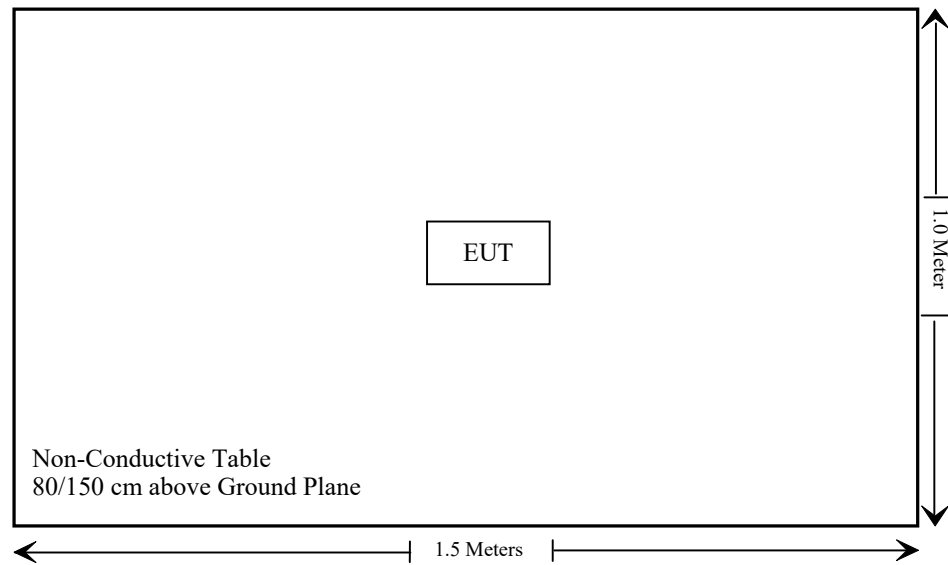 EUT
1.0 Meter
Non-Conductive Table
80/150 cm above Ground Plane
1.5 Meters